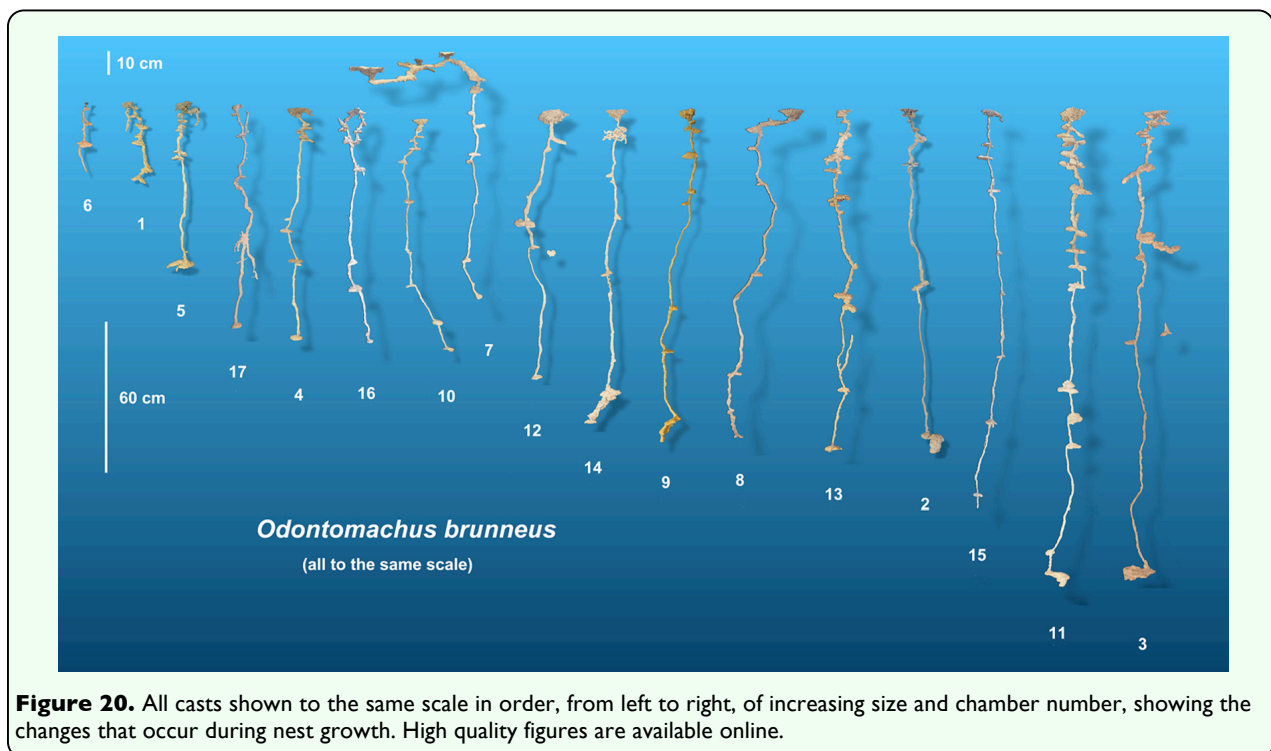 10 cm
6
1
5
17
4
16
10
7
12
14
9
8
13
2
15
11
3
60 cm
Odontomachus brunneus
(all to the same scale)
Figure 20. All casts shown to the same scale in order, from left to right, of increasing size and chamber number, showing the
changes that occur during nest growth. High quality figures are available online.